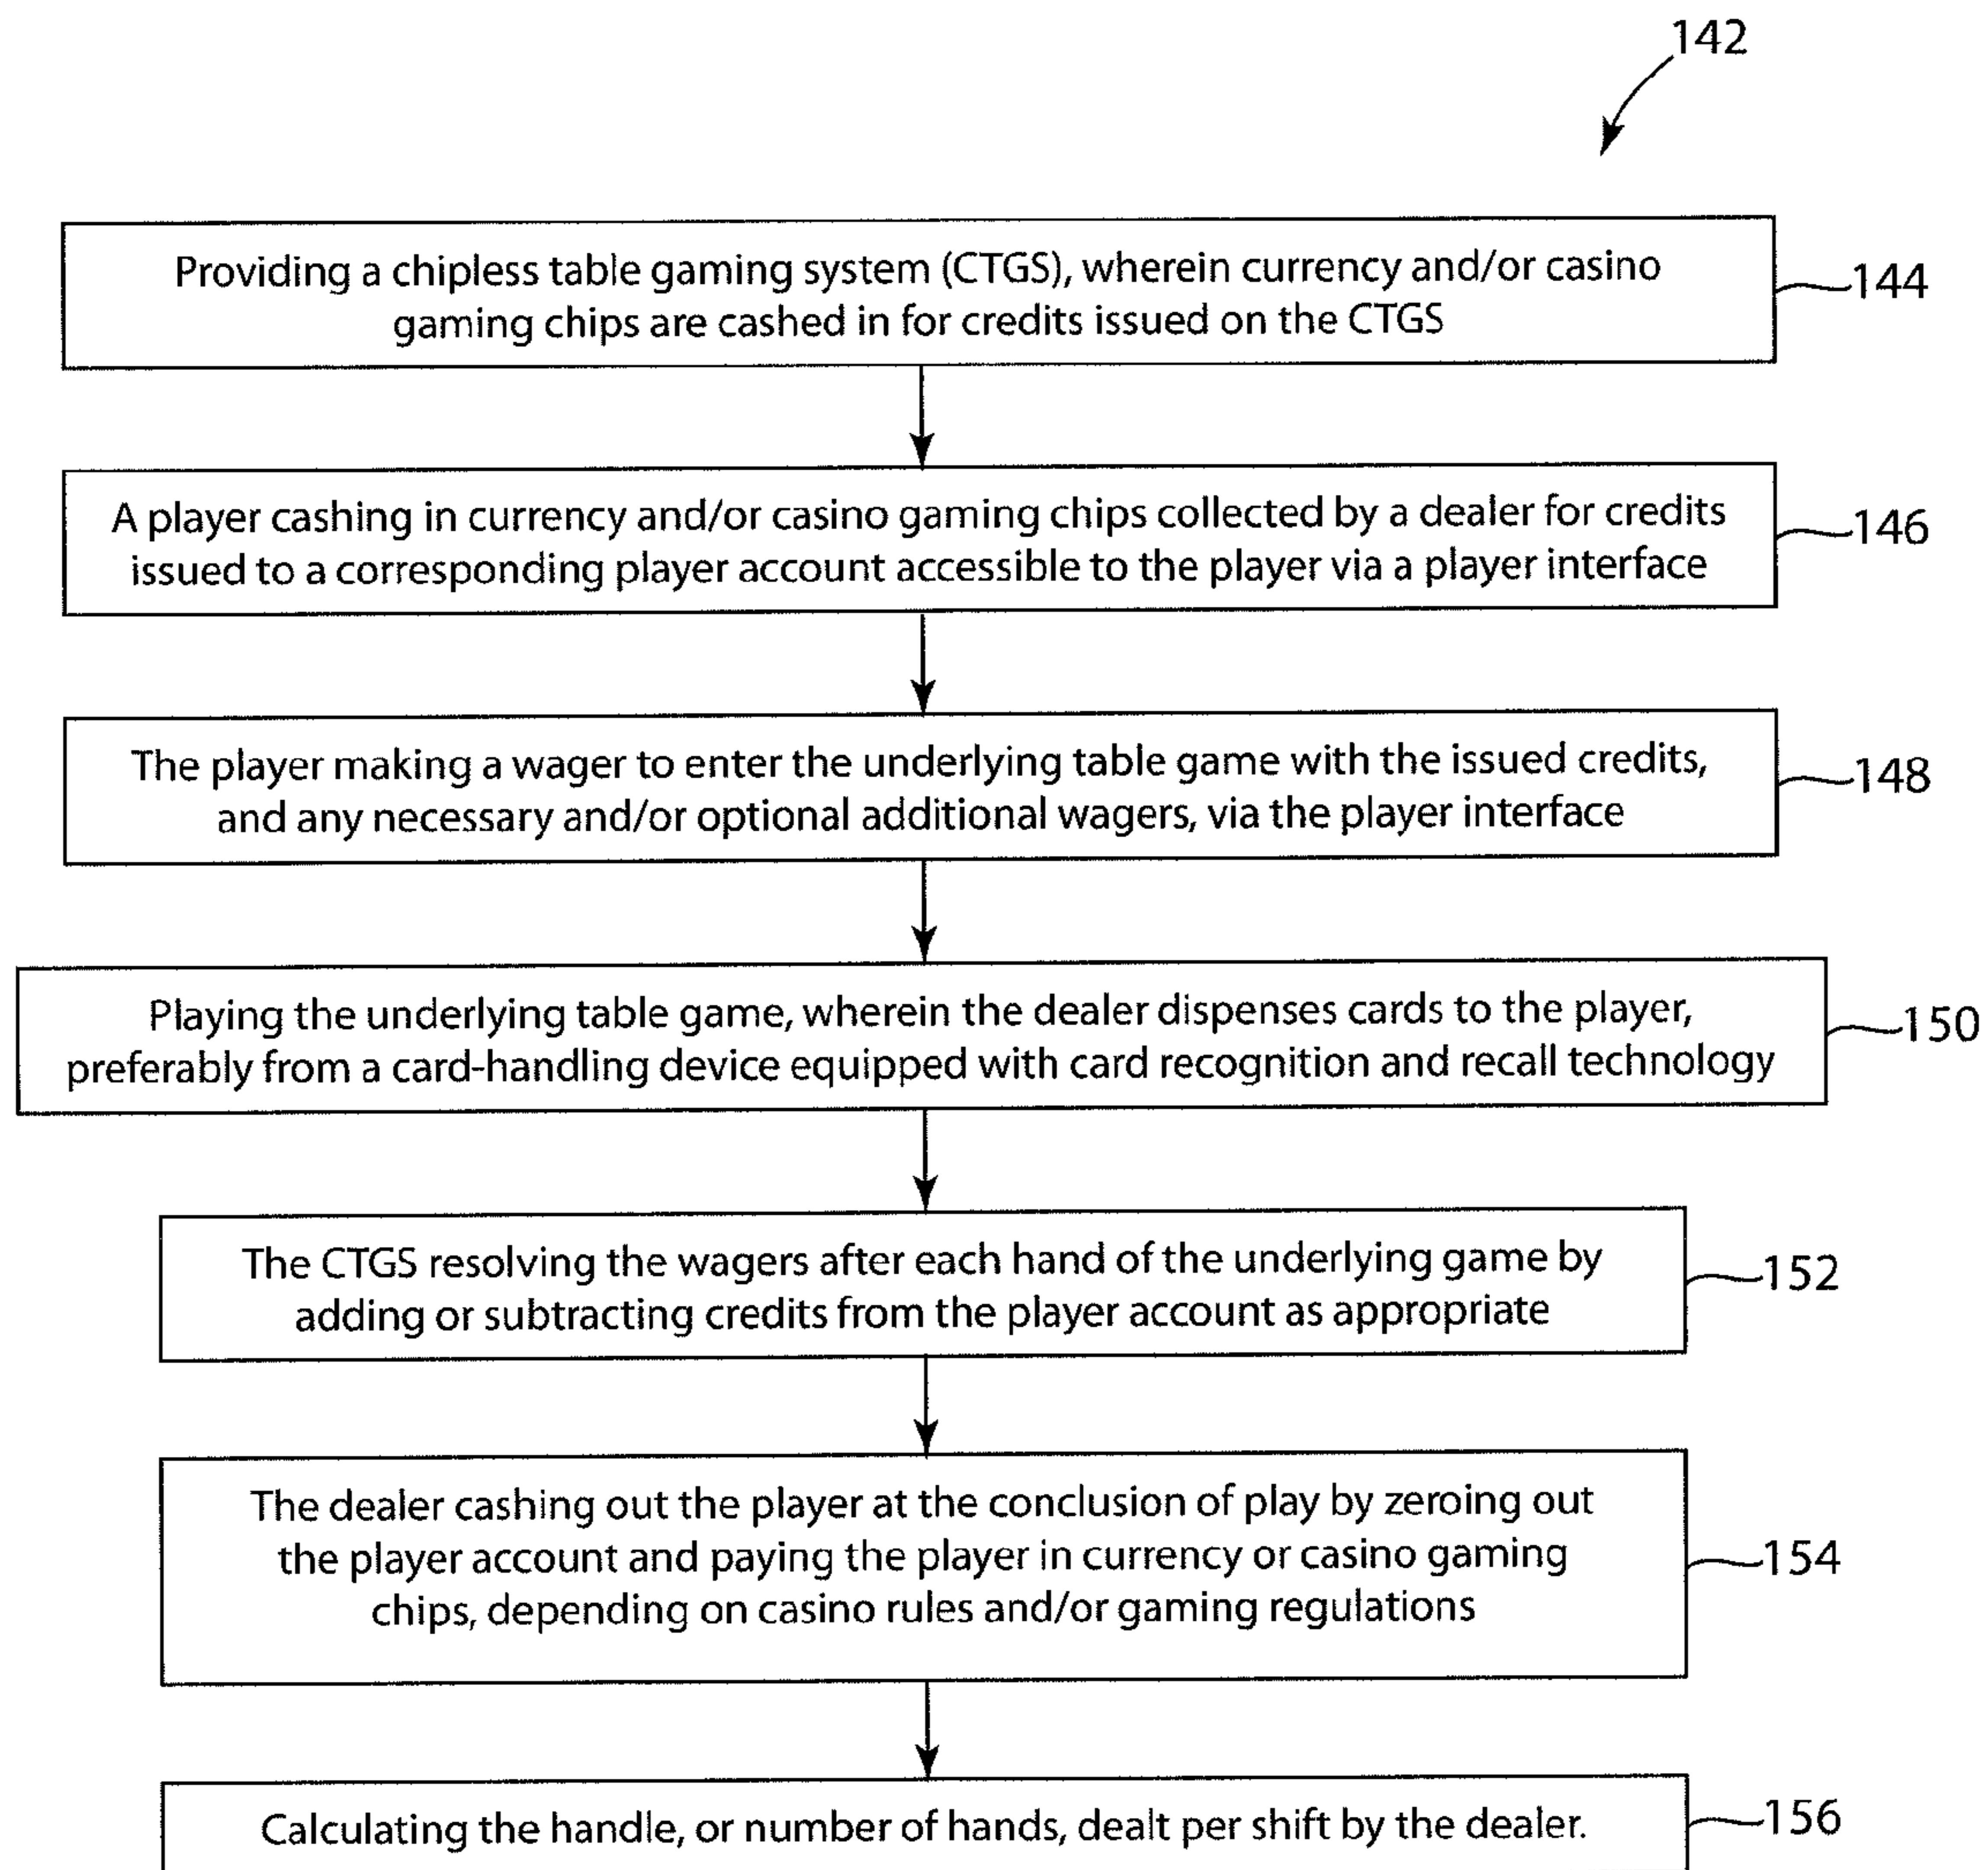 142
Providing a chipless table gaming system (CTGS), wherein currency and/or casino
gaming chips are cashed in for credits issued on the CTGS
144
A player cashing in currency and/or casino gaming chips collected by a dealer for credits
issued to a corresponding player account accessible to the player via a player interface
146
The player making a wager to enter the underlying table game with the issued credits,
and any necessary and/or optional additional wagers, via the player interface
148
Playing the underlying table game, wherein the dealer dispenses cards to the player,
preferably from a card-handling device equipped with card recognition and recall technology
150
The CTGS resolving the wagers after each hand of the underlying game by
adding or subtracting credits from the player account as appropriate
152
The dealer cashing out the player at the conclusion of play by zeroing out
the player account and paying the player in currency or casino gaming
chips, depending on casino rules and/or gaming regulations
154
Calculating the handle, or number of hands, dealt per shift by the dealer.
156